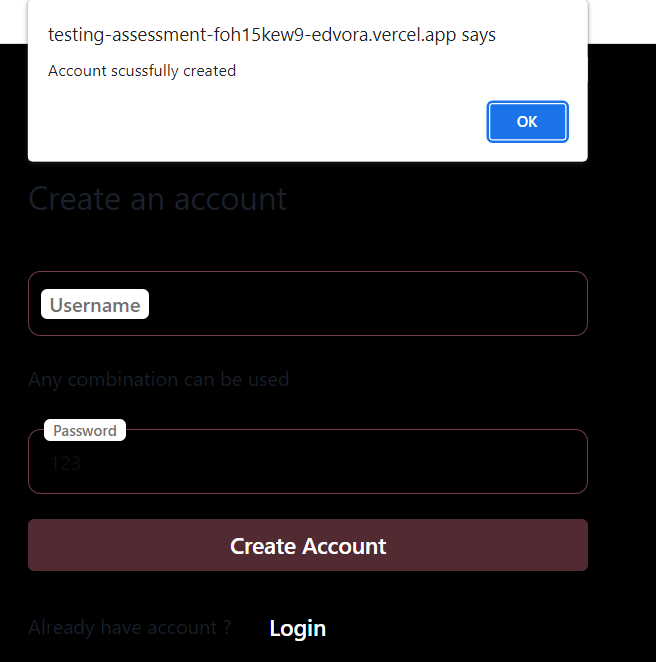 testing-assessment-foh15kew9-edvora.vercel.app says
Account scussfully created
OK
Create an account
Username
Any combination can be used
Password
123
Create Account
Already have account ? Login